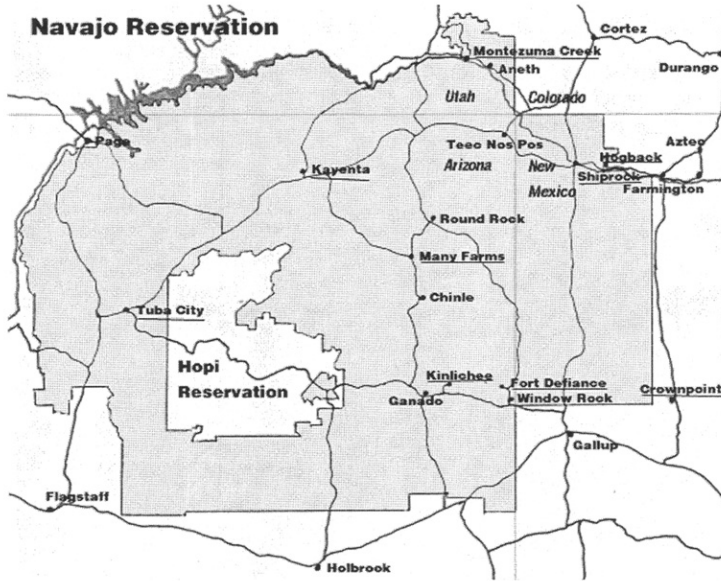 Navajo Reservation
Cortez
Montezuma Creek
Aneth
Durango
Utah
Colorado
Page
Teec Nos Pos
Aztec
Hogback
Kayenta
Arizona
New
Mexico
Shiprock
Farmington
Round Rock
Many Farms
Chinle
Tuba City
Hopi
Reservation
Kinlichee
Fort Defiance
Crownpoint
Ganado
Window Rock
Gallup
Flagstaff
Holbrook